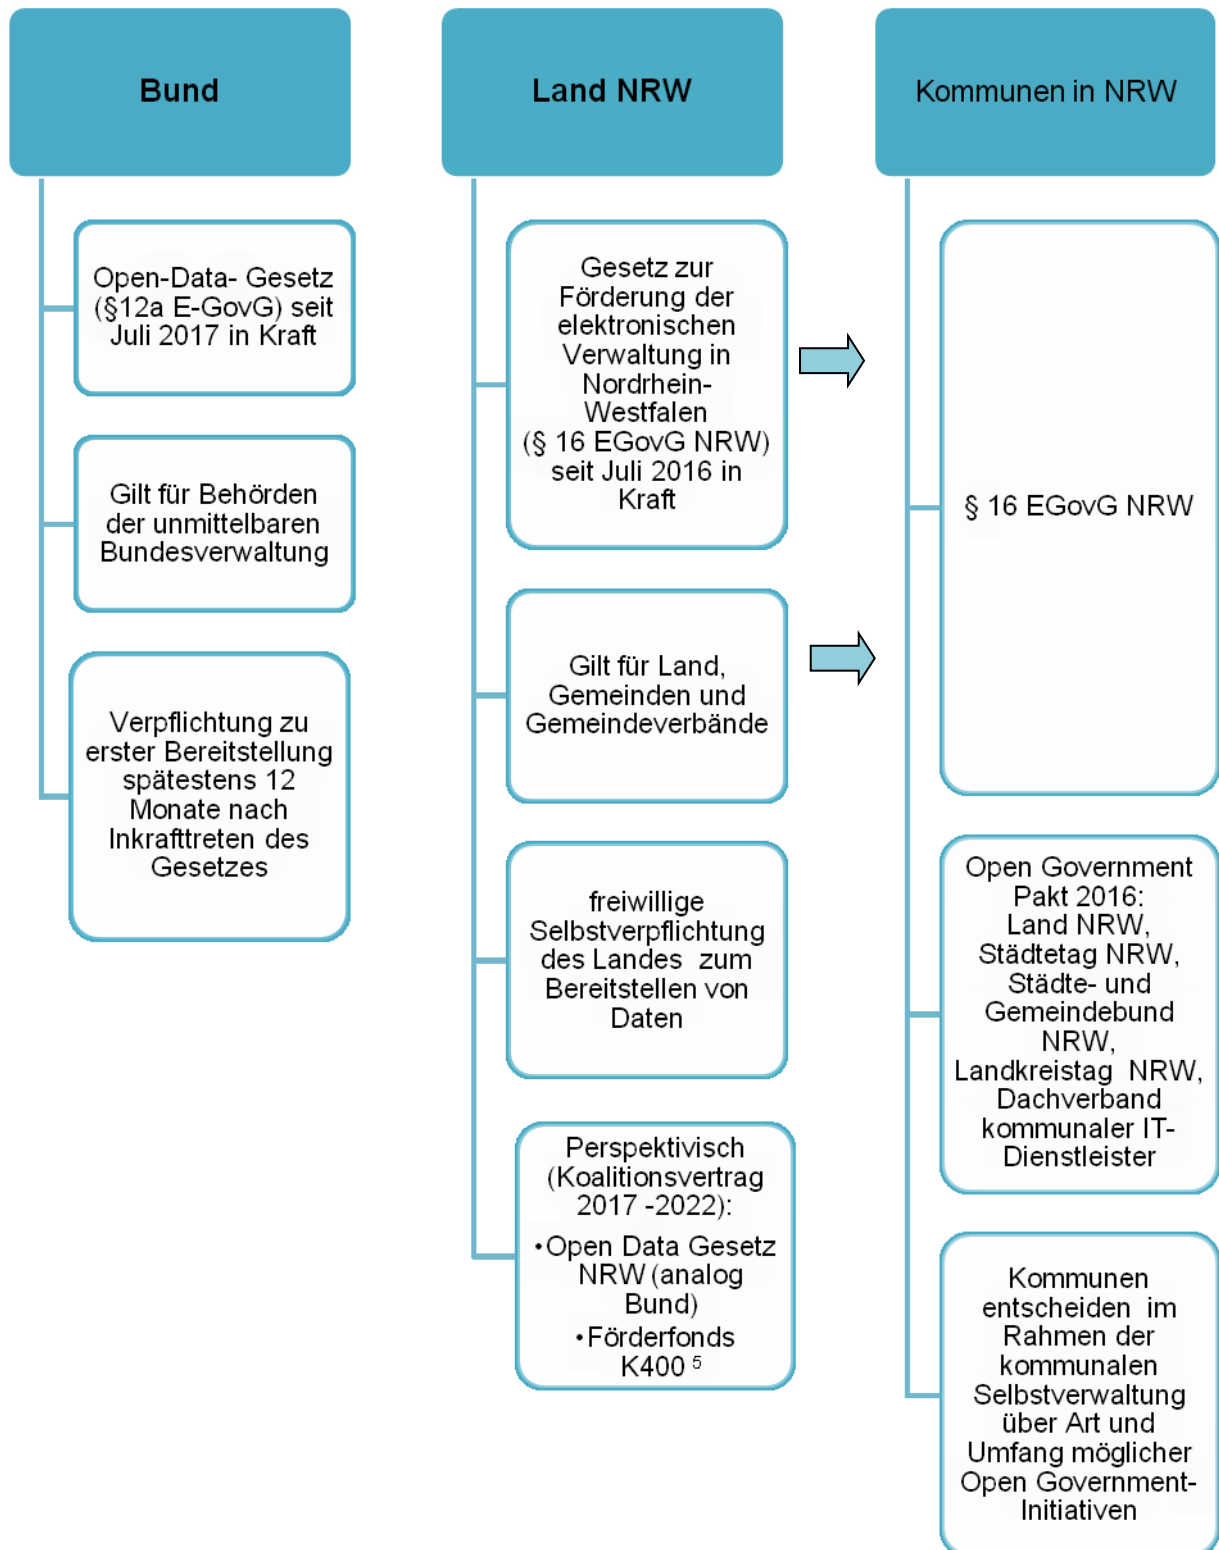 Bund
Open-Data- Gesetz
(§12a E-GovG) seit
Juli 2017 in Kraft
Gilt für Behörden
der unmittelbaren
Bundesverwaltung
Verpflichtung zu
erster Bereitstellung
spätestens 12
Monate nach
Inkrafttreten des
Gesetzes
Land NRW
Gesetz zur
Förderung der
elektronischen
Verwaltung in
Nordrhein-
Westfalen
(§ 16 EGovG NRW)
seit Juli 2016 in
Kraft
Gilt für Land,
Gemeinden und
Gemeindeverbände
freiwillige
Selbstverpflichtung
des Landes zum
Bereitstellen von
Daten
Perspektivisch
(Koalitionsvertrag
2017 -2022):
•Open Data Gesetz
NRW (analog
Bund)
•Förderfonds
K400 ⁵
Kommunen in NRW
§ 16 EGovG NRW
Open Government
Pakt 2016:
Land NRW,
Städtetag NRW,
Städte- und
Gemeindebund
NRW,
Landkreistag NRW,
Dachverband
kommunaler IT-
Dienstleister
Kommunen
entscheiden im
Rahmen der
kommunalen
Selbstverwaltung
über Art und
Umfang möglicher
Open Government-
Initiativen